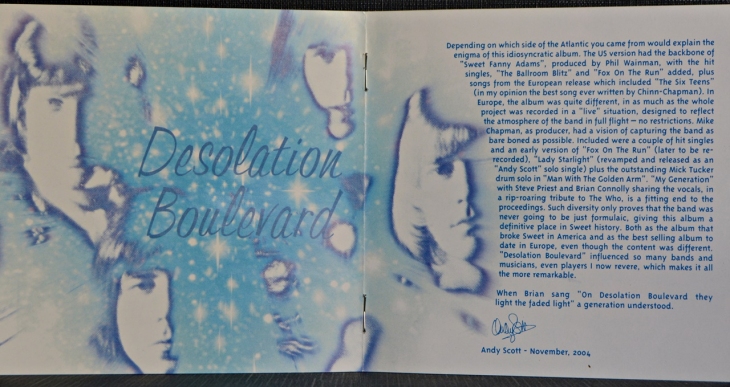 Desolation
Boulevard
Depending on which side of the Atlantic you came from would explain the
enigma of this idiosyncratic album. The US version had the backbone of
"Sweet Fanny Adams", produced by Phil Wainman, with the hit
singles, "The Ballroom Blitz" and "Fox On The Run" added, plus
songs from the European release which included "The Six Teens"
(in my opinion the best song ever written by Chinn-Chapman). In
Europe, the album was quite different, in as much as the whole
project was recorded in a "live" situation, designed to reflect
the atmosphere of the band in full flight – no restrictions. Mike
Chapman, as producer, had a vision of capturing the band as
bare boned as possible. Included were a couple of hit singles
and an early version of "Fox On The Run" (later to be re-
recorded), "Lady Starlight" (revamped and released as an
"Andy Scott" solo single) plus the outstanding Mick Tucker
drum solo in "Man With The Golden Arm". "My Generation"
with Steve Priest and Brian Connolly sharing the vocals, in
a rip-roaring tribute to The Who, is a fitting end to the
proceedings. Such diversity only proves that the band was
never going to be just formulaic, giving this album a
definitive place in Sweet history. Both as the album that
broke Sweet in America and as the best selling album to
date in Europe, even though the content was different.
"Desolation Boulevard" influenced so many bands and
musicians, even players I now revere, which makes it all
the more remarkable.
When Brian sang "On Desolation Boulevard they
light the faded light" a generation understood.
Andy Scott
Andy Scott - November, 2004